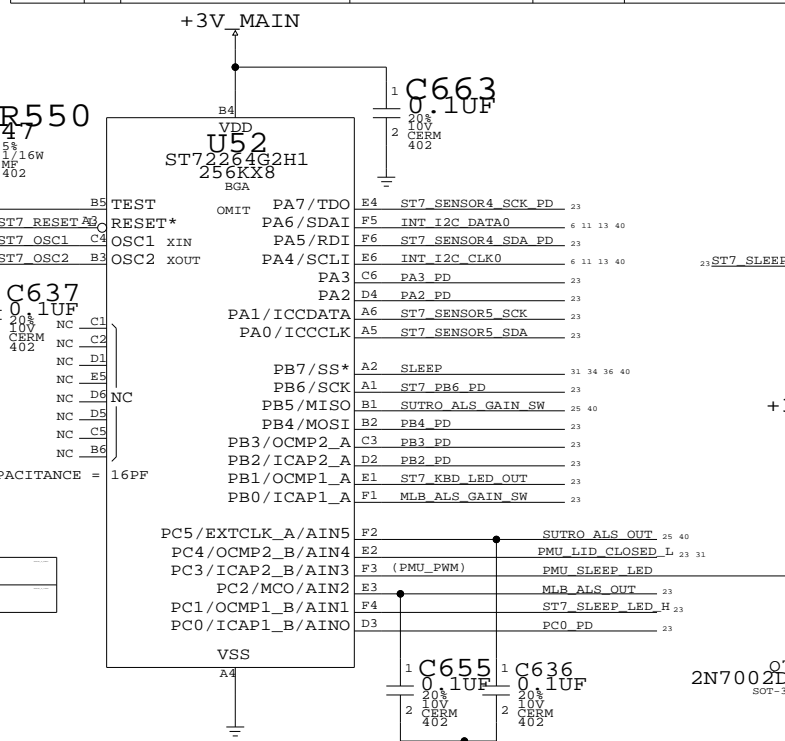 +3V_MAIN
1 C663
0.1UF
20%
10V
2 CERM
402
R550
47
5%
1/16W
MF
402
B4
VDD
U52
ST72264G2H1
256KX8
BGA
OMIT
B5 TEST
ST7_RESET A3 RESET*
ST7_OSC1 C4 OSC1 XIN
ST7_OSC2 B3 OSC2 XOUT
C637
0.1UF
20%
10V
CERM
402
NC C1
NC C2
NC D1
NC E5
NC D6 NC
NC D5
NC C5
NC B6
PACITANCE = 16PF
PA7/TDO E4 ST7_SENSOR4_SCK_PD 23
PA6/SDAI F5 INT_I2C_DATA0 6 11 13 40
PA5/RDI F6 ST7_SENSOR4_SDA_PD 23
PA4/SCLI E6 INT_I2C_CLK0 6 11 13 40
PA3 C6 PA3_PD 23
PA2 D4 PA2_PD 23
PA1/ICCDATA A6 ST7_SENSOR5_SCK 23
PA0/ICCCLK A5 ST7_SENSOR5_SDA 23
PB7/SS* A2 SLEEP 31 34 36 40
PB6/SCK A1 ST7_PB6_PD 23
PB5/MISO B1 SUTRO_ALS_GAIN_SW 25 40
PB4/MOSI B2 PB4_PD 23
PB3/OCMP2_A C3 PB3_PD 23
PB2/ICAP2_A D2 PB2_PD 23
PB1/OCMP1_A E1 ST7_KBD_LED_OUT 23
PB0/ICAP1_A F1 MLB_ALS_GAIN_SW 23
PC5/EXTCLK_A/AIN5 F2 SUTRO_ALS_OUT 25 40
PC4/OCMP2_B/AIN4 E2 PMU_LID_CLOSED_L 23 31
PC3/ICAP2_B/AIN3 F3 (PMU_PWM) PMU_SLEEP_LED
PC2/MCO/AIN2 E3 MLB_ALS_OUT 23
PC1/OCMP1_B/AIN1 F4 ST7_SLEEP_LED_H 23
PC0/ICAP1_B/AIN0 D3 PC0_PD 23
VSS
A4
1 C655
0.1UF
20%
10V
2 CERM
402
1 C636
0.1UF
20%
10V
2 CERM
402
23 ST7_SLEEP
2N7002D